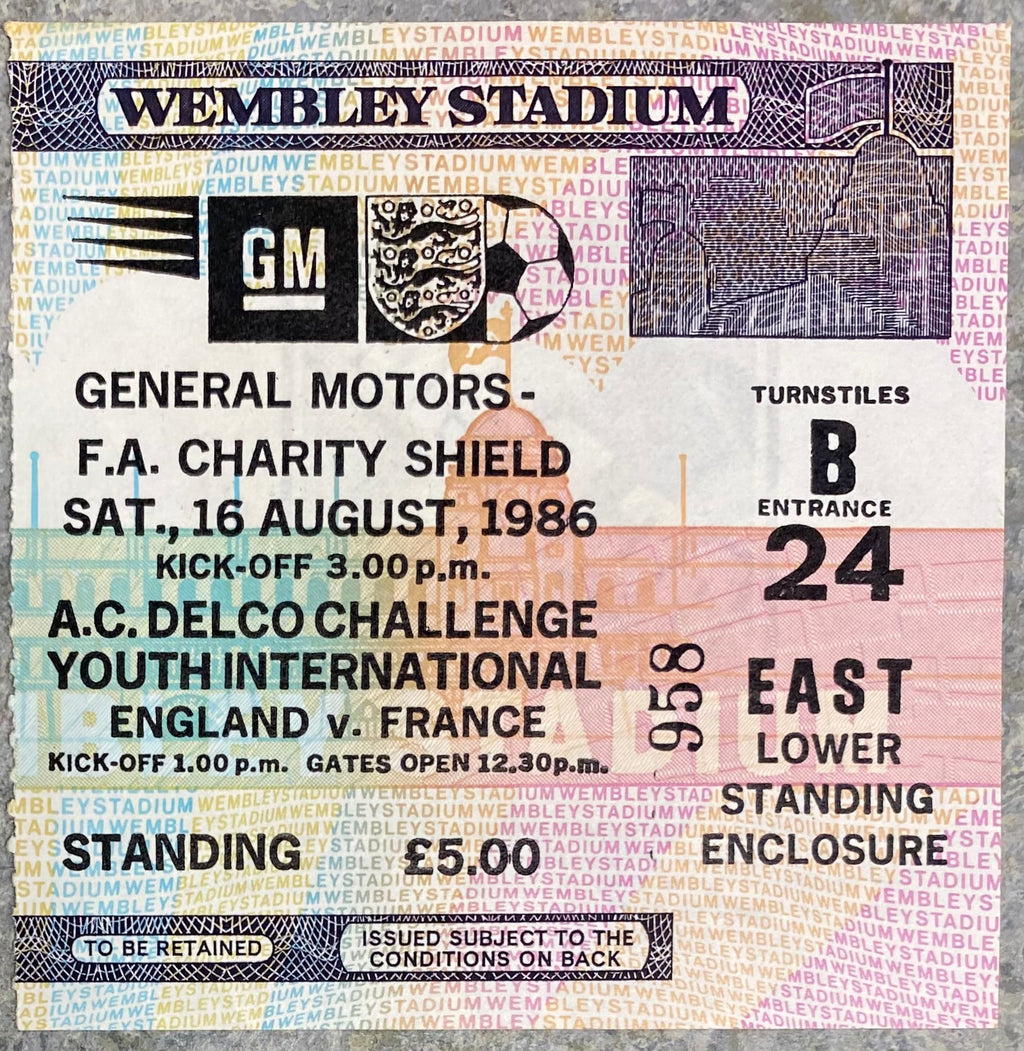 WEMBLEY STADIUM
GM
GENERAL MOTORS -
F.A. CHARITY SHIELD
SAT., 16 AUGUST, 1986
KICK-OFF 3.00 p.m.
A.C. DELCO CHALLENGE
YOUTH INTERNATIONAL
ENGLAND v. FRANCE
KICK-OFF 1.00 p.m. GATES OPEN 12.30p.m.
STANDING £5.00
TURNSTILES
B
ENTRANCE
24
958
EAST
LOWER
STANDING
ENCLOSURE
TO BE RETAINED
ISSUED SUBJECT TO THE
CONDITIONS ON BACK